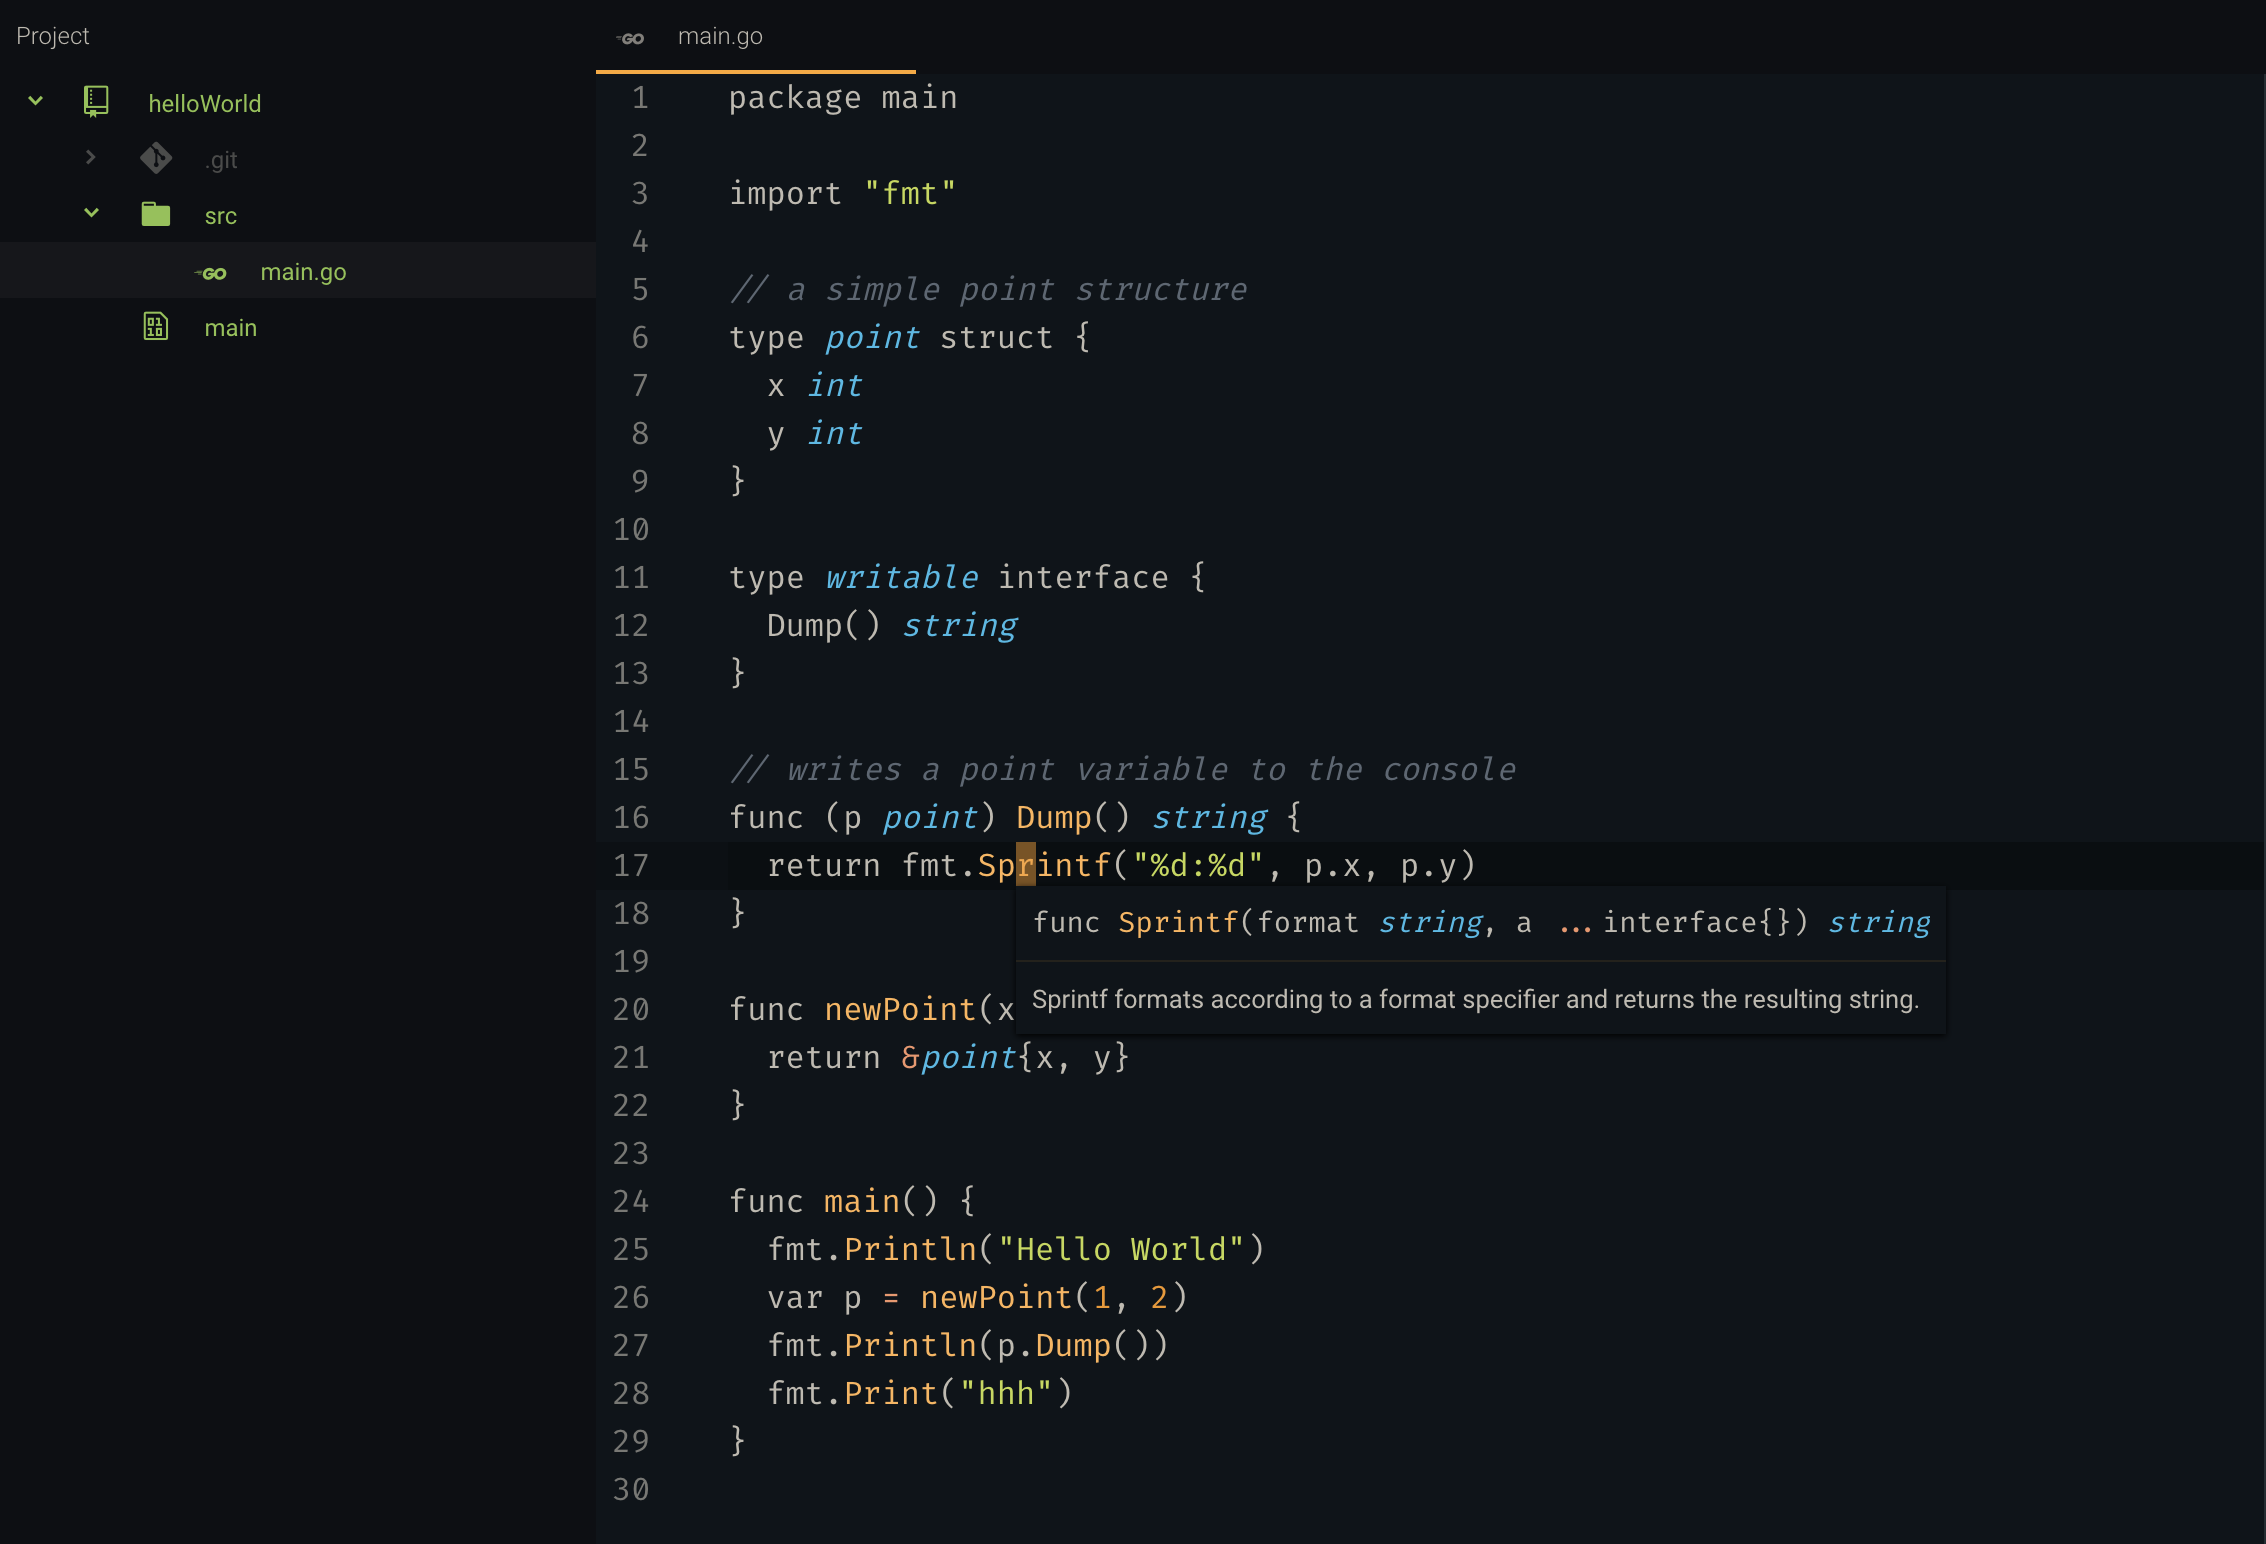 Project
helloWorld
.git
src
GO main.go
main
GO main.go
1 package main
2
3 import "fmt"
4
5 // a simple point structure
6 type point struct {
7 x int
8 y int
9 }
10
11 type writable interface {
12 Dump() string
13 }
14
15 // writes a point variable to the console
16 func (p point) Dump() string {
17 return fmt.Sprintf("%d:%d", p.x, p.y)
18 }
func Sprintf(format string, a ...interface{}) string
Sprintf formats according to a format specifier and returns the resulting string.
19
20 func newPoint(x
21 return &point{x, y}
22 }
23
24 func main() {
25 fmt.Println("Hello World")
26 var p = newPoint(1, 2)
27 fmt.Println(p.Dump())
28 fmt.Print("hhh")
29 }
30